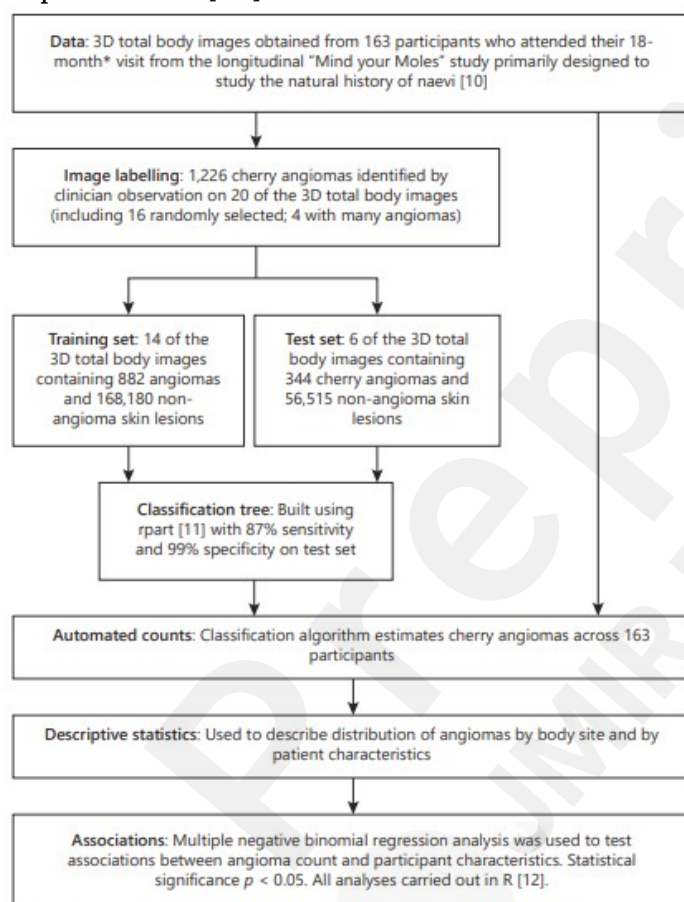 Data: 3D total body images obtained from 163 participants who attended their 18-
month* visit from the longitudinal "Mind your Moles" study primarily designed to
study the natural history of naevi [10]
Image labelling: 1,226 cherry angiomas identified by
clinician observation on 20 of the 3D total body images
(including 16 randomly selected; 4 with many angiomas)
Training set: 14 of the
3D total body images
containing 882 angiomas
and 168,180 non-
angioma skin lesions
Test set: 6 of the 3D total
body images containing
344 cherry angiomas and
56,515 non-angioma skin
lesions
Classification tree: Built using
rpart [11] with 87% sensitivity
and 99% specificity on test set
Automated counts: Classification algorithm estimates cherry angiomas across 163
participants
Descriptive statistics: Used to describe distribution of angiomas by body site and by
patient characteristics
Associations: Multiple negative binomial regression analysis was used to test
associations between angioma count and participant characteristics. Statistical
significance p < 0.05. All analyses carried out in R [12].
Prepri
JMIR